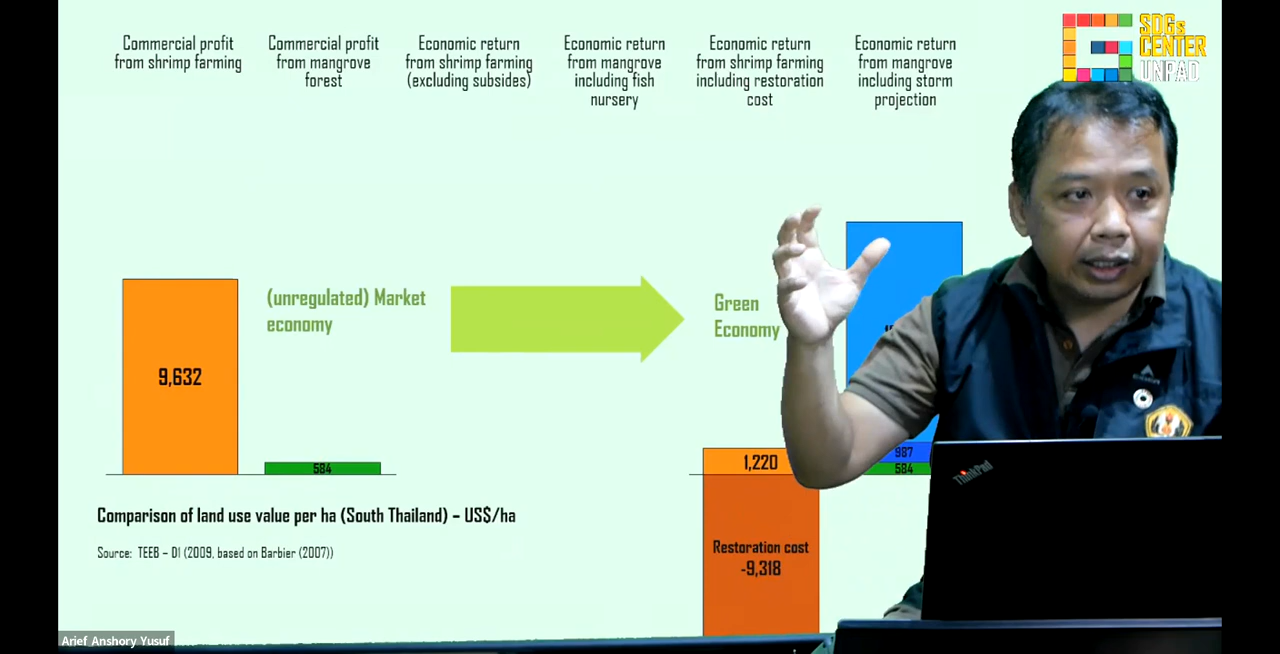 Commercial profit
from shrimp farming
Commercial profit
from mangrove
forest
Economic return
from shrimp farming
(excluding subsides)
Economic return
from mangrove
including fish
nursery
Economic return
from shrimp farming
including restoration
cost
Economic return
from mangrove
including storm
projection
SDGs
CENTER
UNPAD
(unregulated) Market
economy
Green
Economy
9,632
584
1,220
987
584
Restoration cost
-9,318
ThinkPad
Comparison of land use value per ha (South Thailand) – US$/ha
Source: TEEB – DI (2009, based on Barbier (2007))
Arief_Anshory_Yusuf